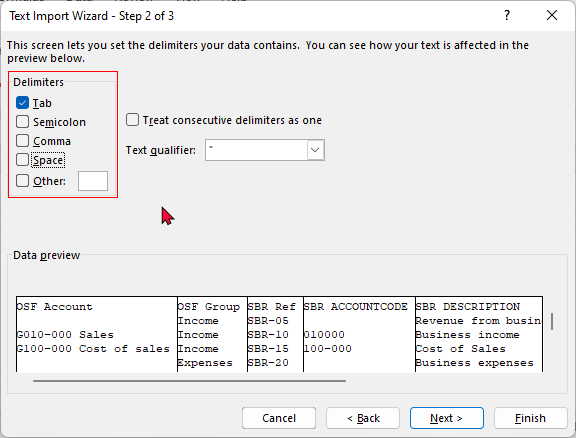 Text Import Wizard - Step 2 of 3
This screen lets you set the delimiters your data contains. You can see how your text is affected in the
preview below.
Delimiters
Tab
Semicolon
Comma
Space
Other:
Treat consecutive delimiters as one
Text qualifier: "
Data preview
OSF Account OSF Group SBR Ref SBR ACCOUNTCODE SBR DESCRIPTION
Income SBR-05 Revenue from busin
G010-000 Sales Income SBR-10 010000 Business income
G100-000 Cost of sales Income SBR-15 100-000 Cost of Sales
Expenses SBR-20 Business expenses
Cancel < Back Next > Finish